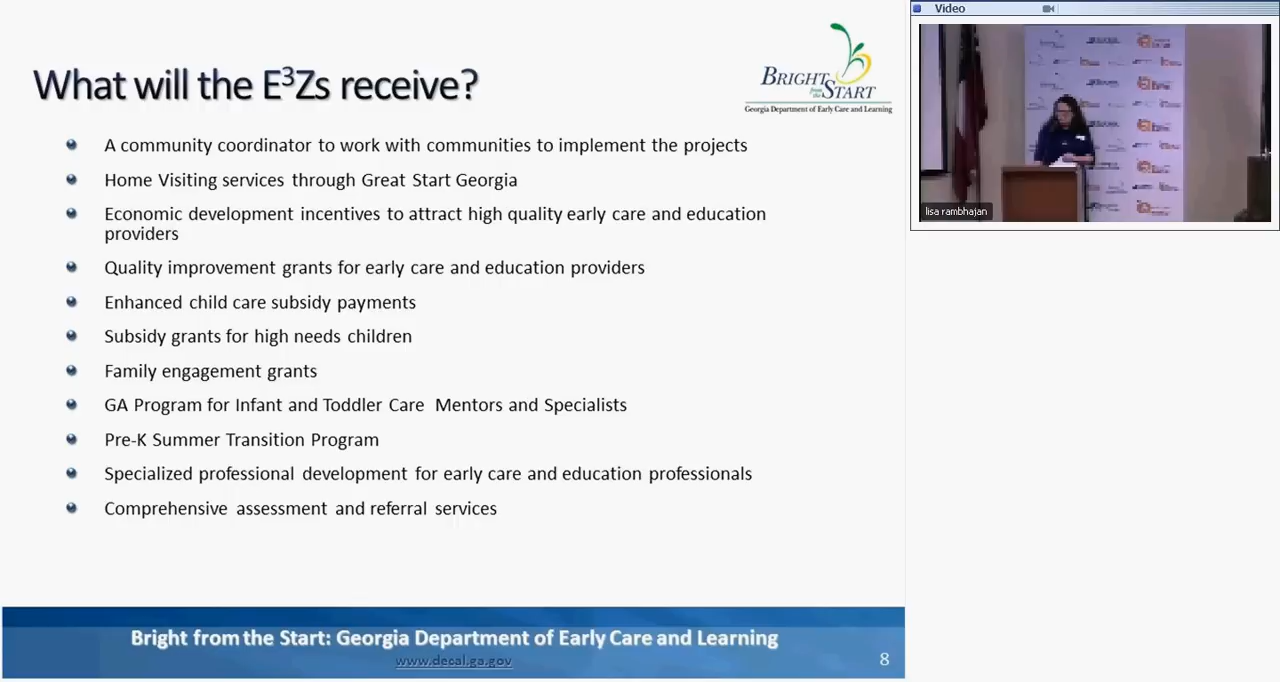 What will the E³Zs receive?
BRIGHT
from the
START
Georgia Department of Early Care and Learning
A community coordinator to work with communities to implement the projects
Home Visiting services through Great Start Georgia
Economic development incentives to attract high quality early care and education
providers
Quality improvement grants for early care and education providers
Enhanced child care subsidy payments
Subsidy grants for high needs children
Family engagement grants
GA Program for Infant and Toddler Care Mentors and Specialists
Pre-K Summer Transition Program
Specialized professional development for early care and education professionals
Comprehensive assessment and referral services
Bright from the Start: Georgia Department of Early Care and Learning
www.decal.ga.gov
8
Video
lisa rambhajan